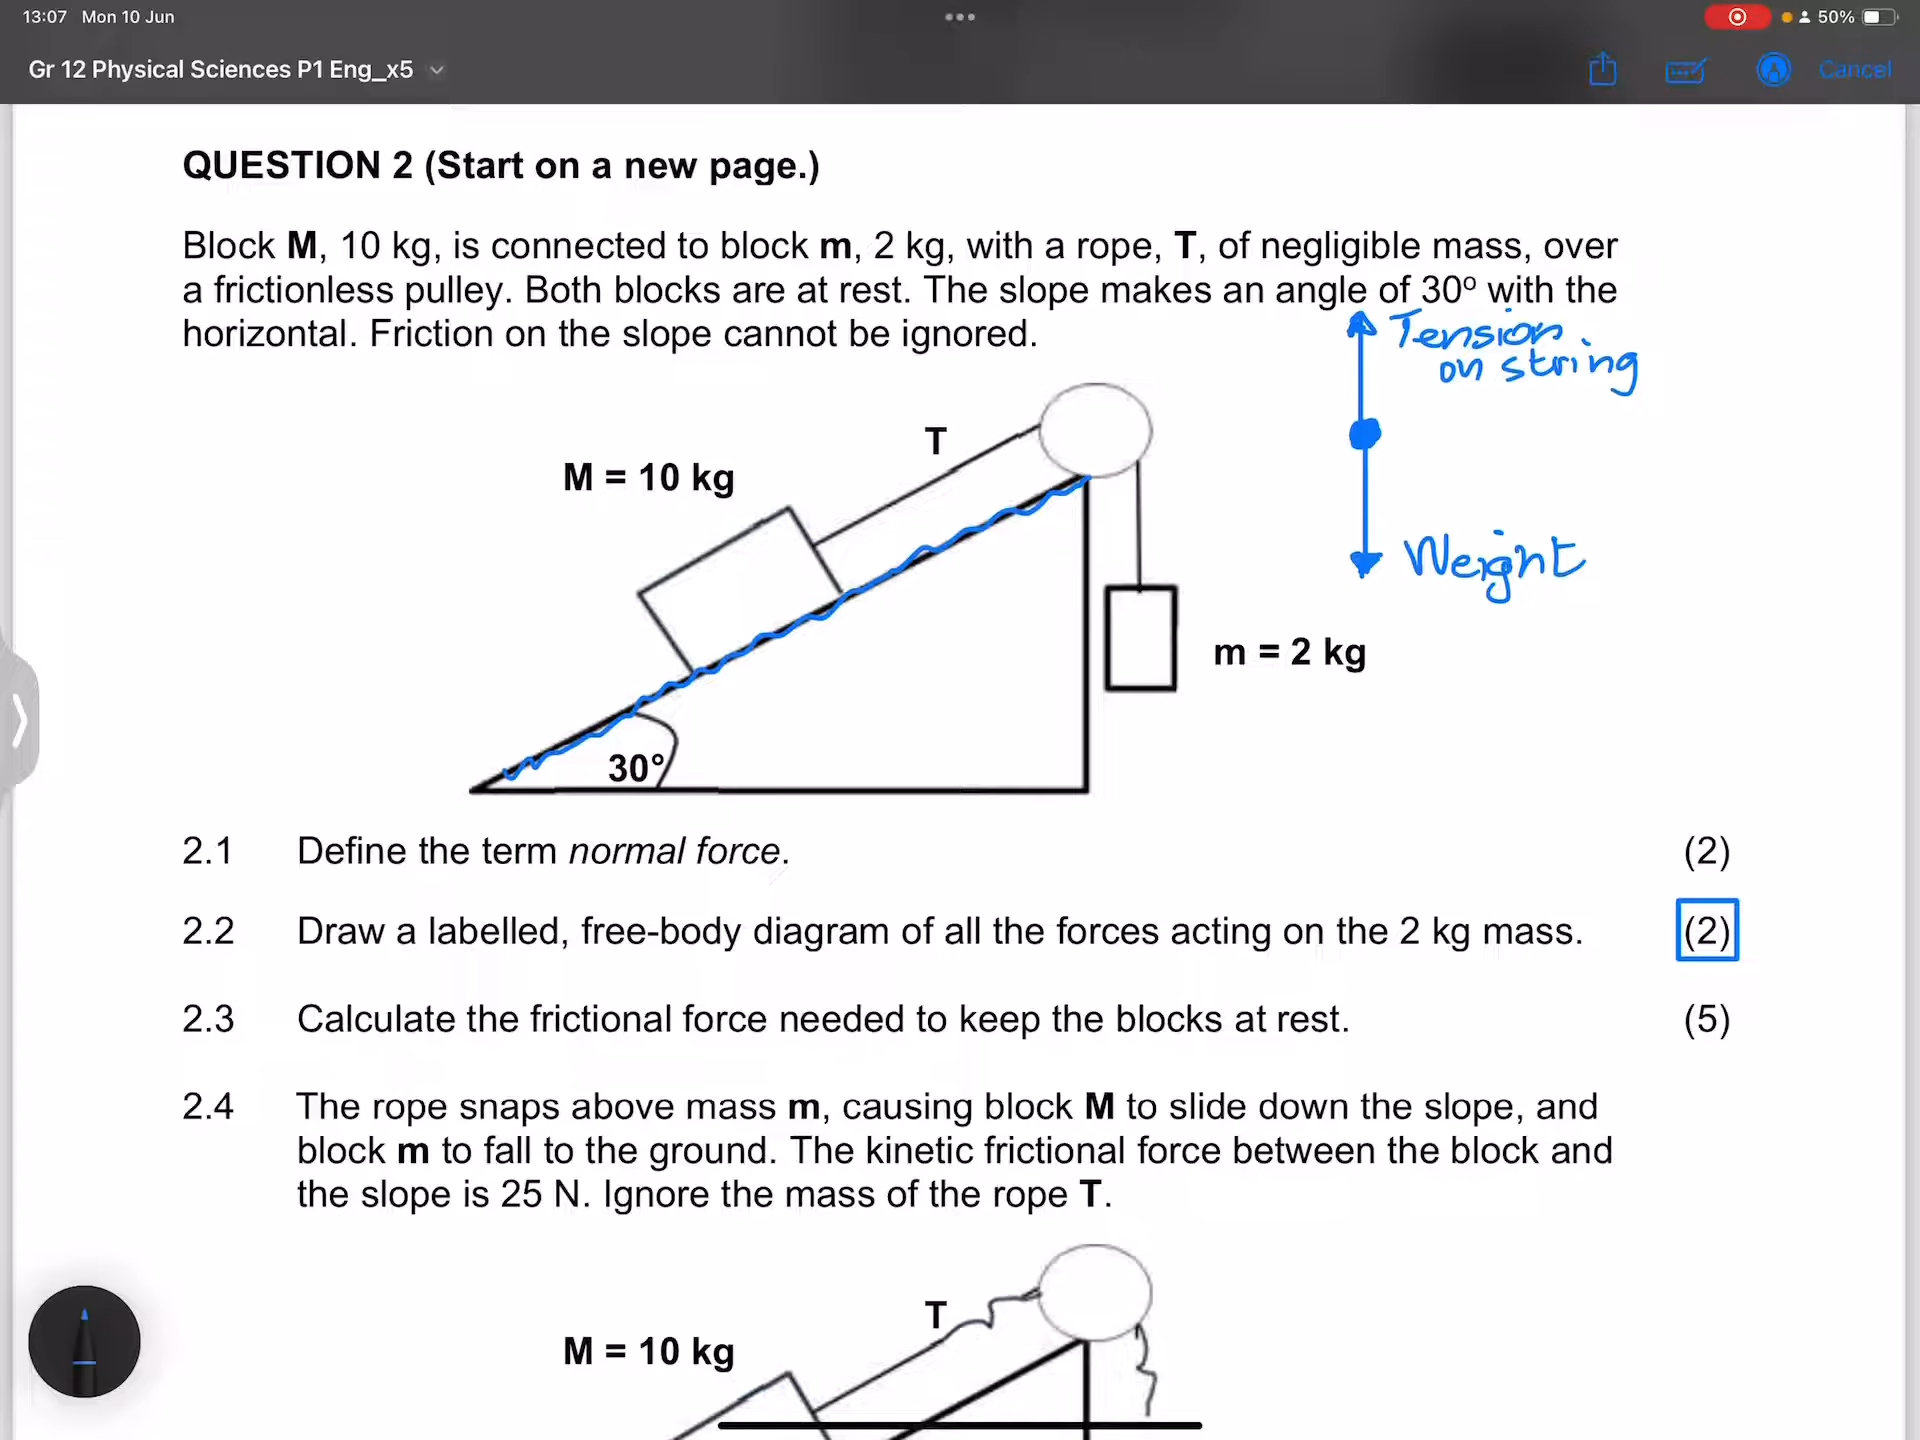 13:07 Mon 10 Jun
50%
Gr 12 Physical Sciences P1 Eng_x5
Cancel
QUESTION 2 (Start on a new page.)
Block M, 10 kg, is connected to block m, 2 kg, with a rope, T, of negligible mass, over
a frictionless pulley. Both blocks are at rest. The slope makes an angle of 30º with the
horizontal. Friction on the slope cannot be ignored.
Tension
on string
T
M = 10 kg
Weight
m = 2 kg
30°
2.1 Define the term normal force. (2)
2.2 Draw a labelled, free-body diagram of all the forces acting on the 2 kg mass. (2)
2.3 Calculate the frictional force needed to keep the blocks at rest. (5)
2.4 The rope snaps above mass m, causing block M to slide down the slope, and
block m to fall to the ground. The kinetic frictional force between the block and
the slope is 25 N. Ignore the mass of the rope T.
T
M = 10 kg